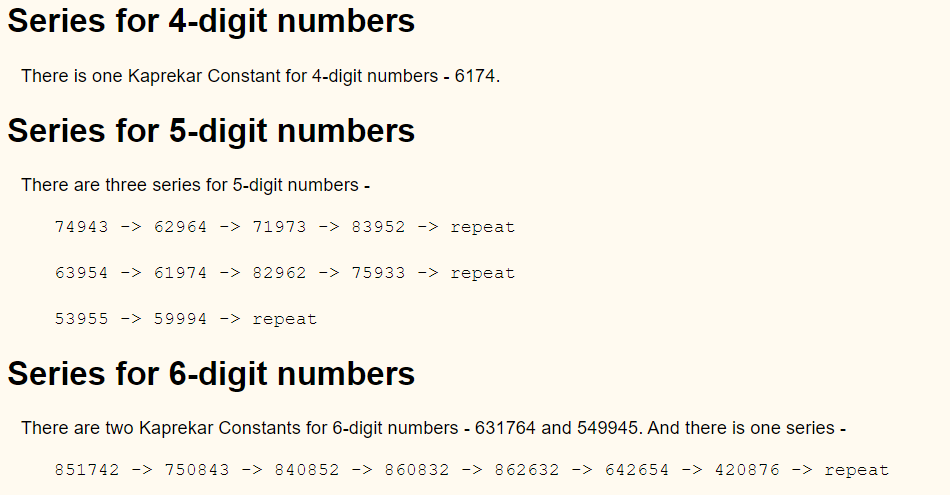 Series for 4-digit numbers
There is one Kaprekar Constant for 4-digit numbers - 6174.
Series for 5-digit numbers
There are three series for 5-digit numbers -
74943 -> 62964 -> 71973 -> 83952 -> repeat
63954 -> 61974 -> 82962 -> 75933 -> repeat
53955 -> 59994 -> repeat
Series for 6-digit numbers
There are two Kaprekar Constants for 6-digit numbers - 631764 and 549945. And there is one series -
851742 -> 750843 -> 840852 -> 860832 -> 862632 -> 642654 -> 420876 -> repeat